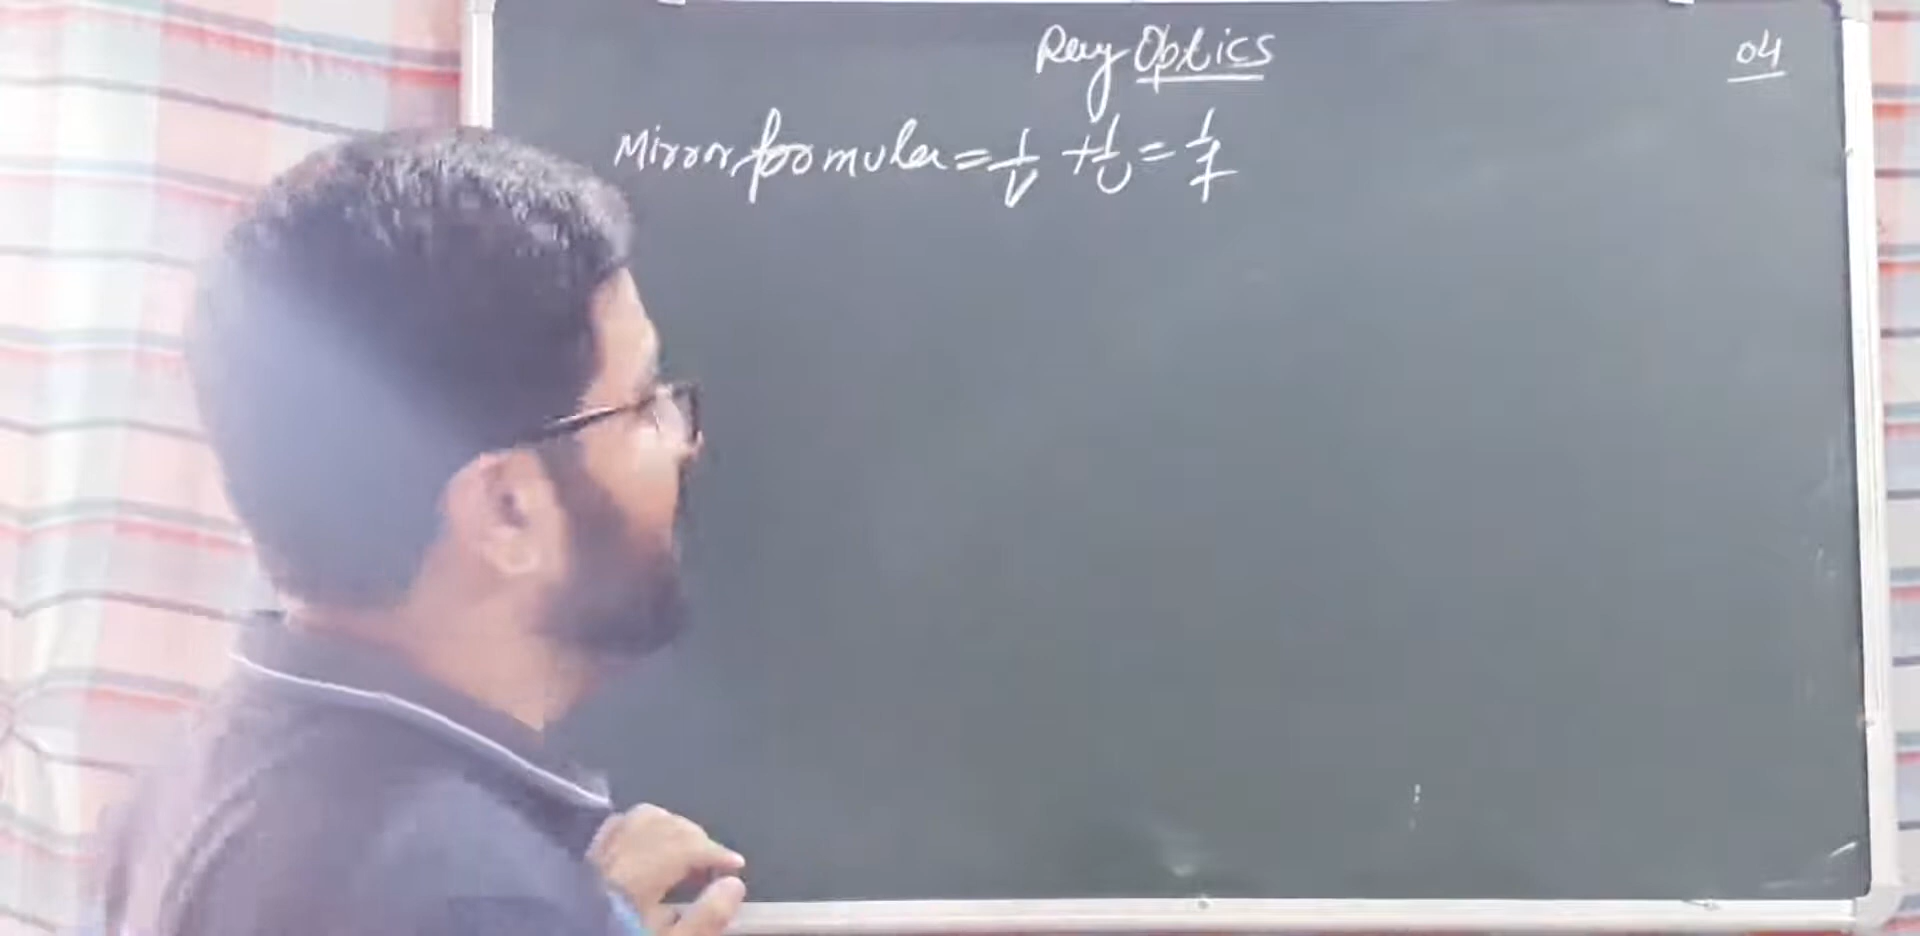 Ray Optics
04
Mirror formula = 1/v + 1/u = 1/f